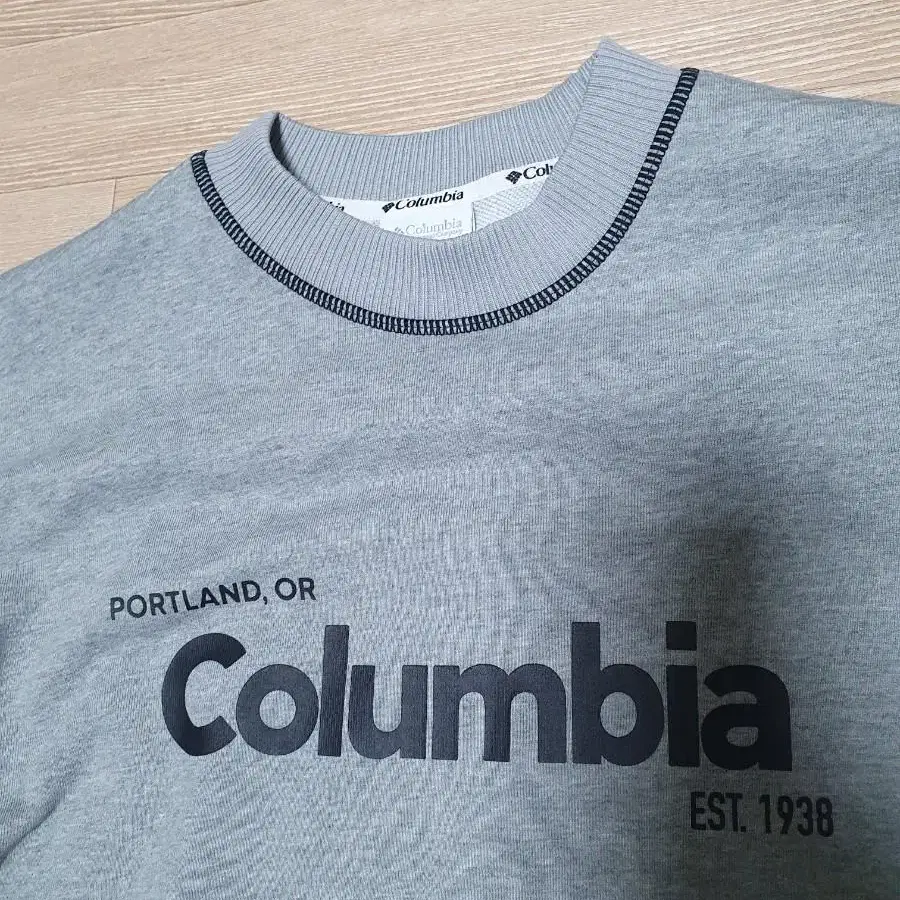 Columbia
Columbia
PORTLAND, OR
Columbia
EST. 1938